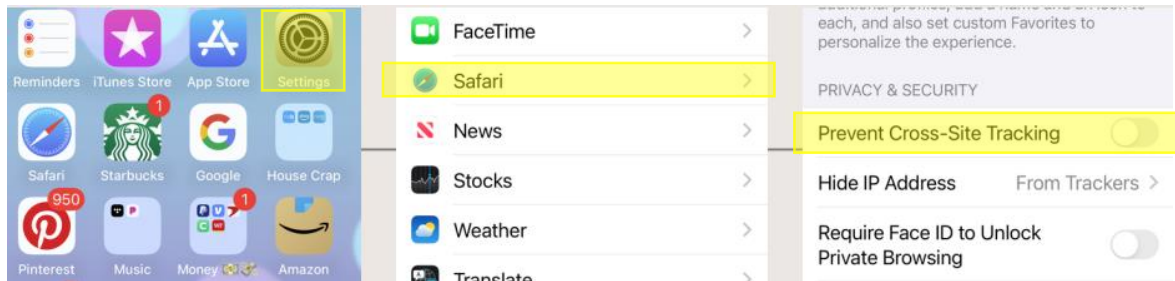 Reminders
iTunes Store
App Store
Settings
1
Safari
Starbucks
Google
House Crap
950
1
Pinterest
Music
Money
Amazon
FaceTime
Safari
News
Stocks
Weather
Translate
each, and also set custom Favorites to
personalize the experience.
PRIVACY & SECURITY
Prevent Cross-Site Tracking
Hide IP Address From Trackers
Require Face ID to Unlock
Private Browsing